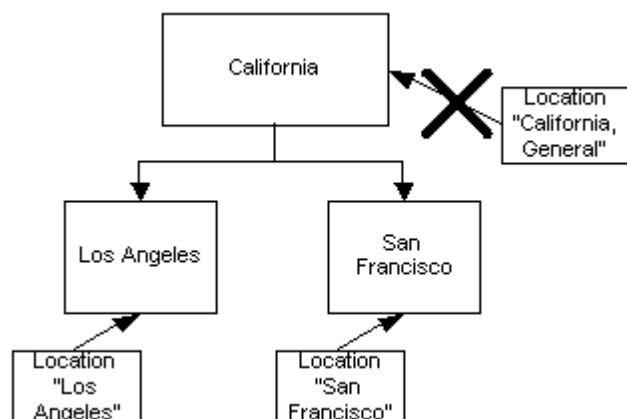 California
Location
"California,
General"
Los Angeles
San
Francisco
Location
"Los
Angeles"
Location
"San
Francisco"